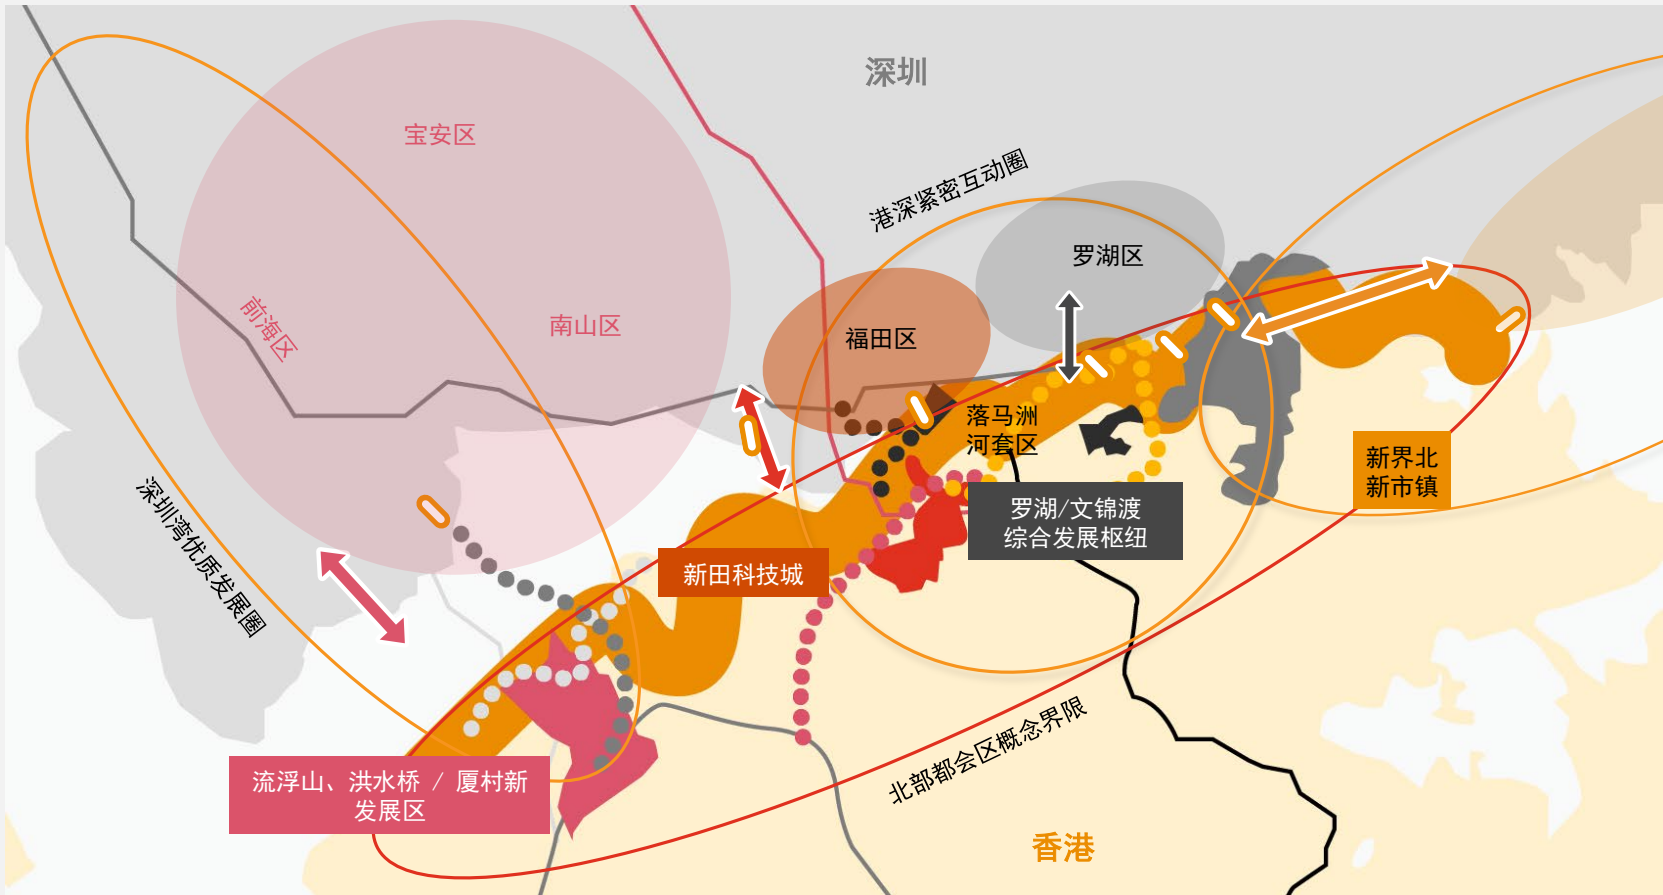 深圳
宝安区
港深紧密互动圈
罗湖区
前海区
南山区
福田区
落马洲
河套区
新界北
新市镇
深圳湾优质发展圈
罗湖/文锦渡
综合发展枢纽
新田科技城
北部都会区概念界限
流浮山、洪水桥 / 厦村新
发展区
香港